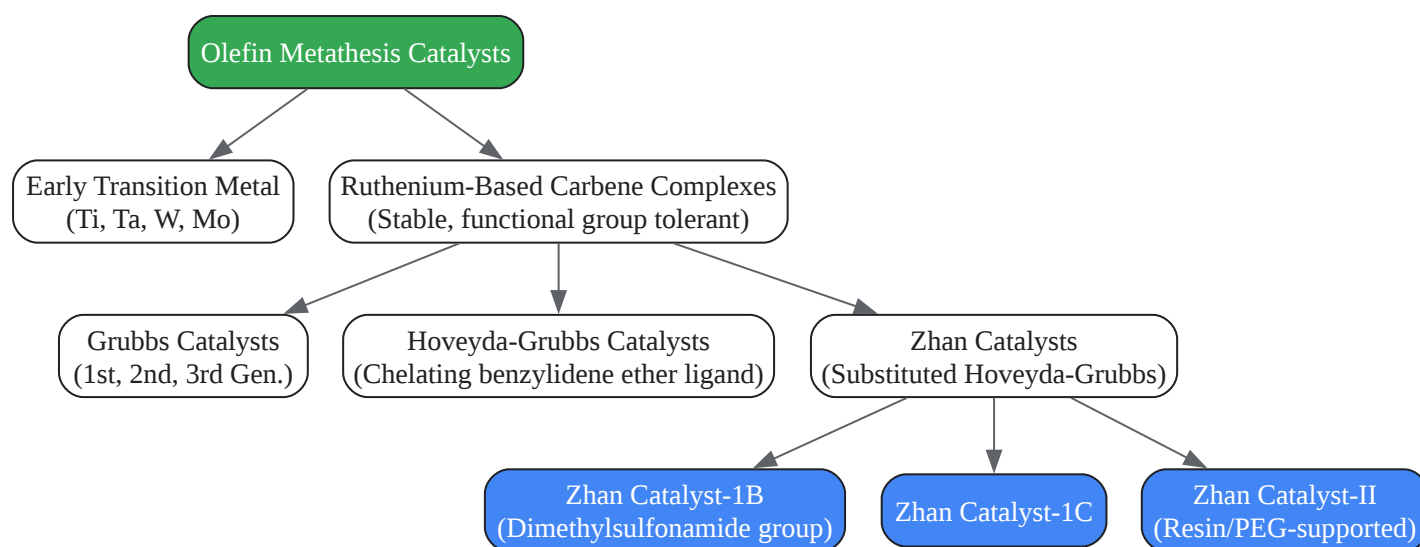 Olefin Metathesis Catalysts
Early Transition Metal
(Ti, Ta, W, Mo)
Ruthenium-Based Carbene Complexes
(Stable, functional group tolerant)
Grubbs Catalysts
(1st, 2nd, 3rd Gen.)
Hoveyda-Grubbs Catalysts
(Chelating benzylidene ether ligand)
Zhan Catalysts
(Substituted Hoveyda-Grubbs)
Zhan Catalyst-1B
(Dimethylsulfonamide group)
Zhan Catalyst-1C
Zhan Catalyst-II
(Resin/PEG-supported)